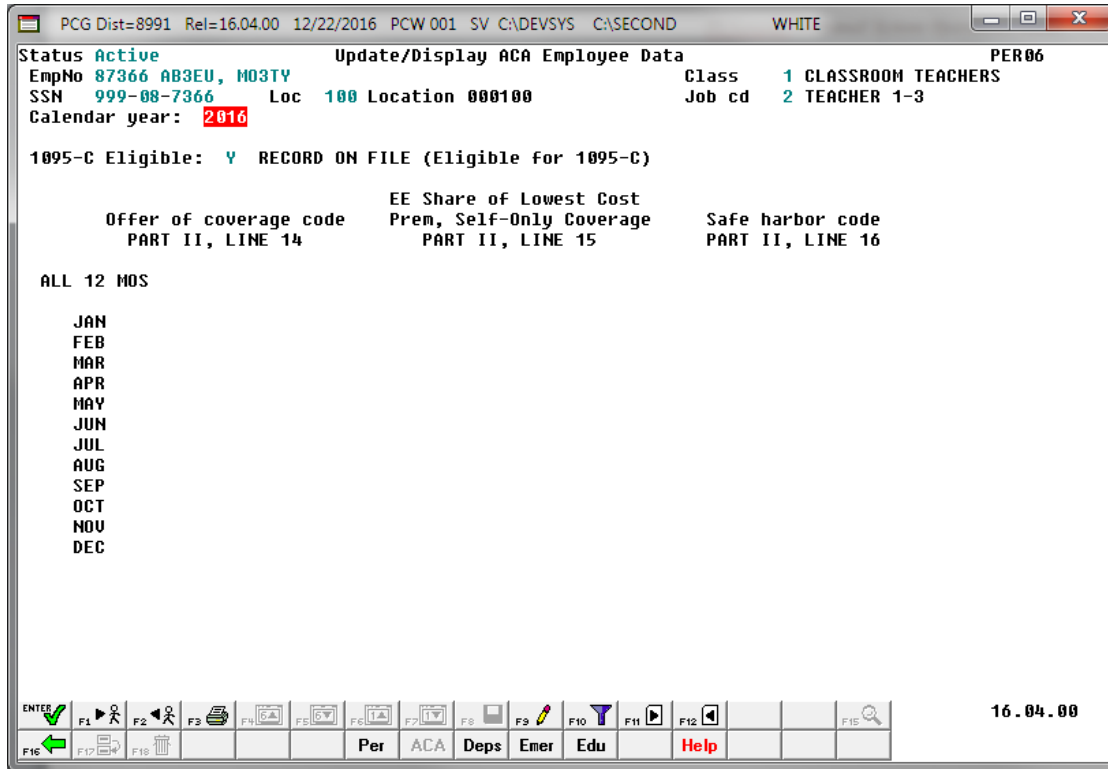 PCG Dist=8991 Rel=16.04.00 12/22/2016 PCW 001 SV C:\DEVSYS C:\SECOND WHITE
Status Active Update/Display ACA Employee Data PER06
EmpNo 87366 AB3EU, MO3TY Class 1 CLASSROOM TEACHERS
SSN 999-08-7366 Loc 100 Location 000100 Job cd 2 TEACHER 1-3
Calendar year: 2016
1095-C Eligible: Y RECORD ON FILE (Eligible for 1095-C)
EE Share of Lowest Cost
Offer of coverage code Prem, Self-Only Coverage Safe harbor code
PART II, LINE 14 PART II, LINE 15 PART II, LINE 16
ALL 12 MOS
JAN
FEB
MAR
APR
MAY
JUN
JUL
AUG
SEP
OCT
NOV
DEC
ENTER F1 F2 F3 F4 F5 F6 F7 F8 F9 F10 F11 F12 F15 16.04.00
F16 F17 F18 Per ACA Deps Emer Edu Help